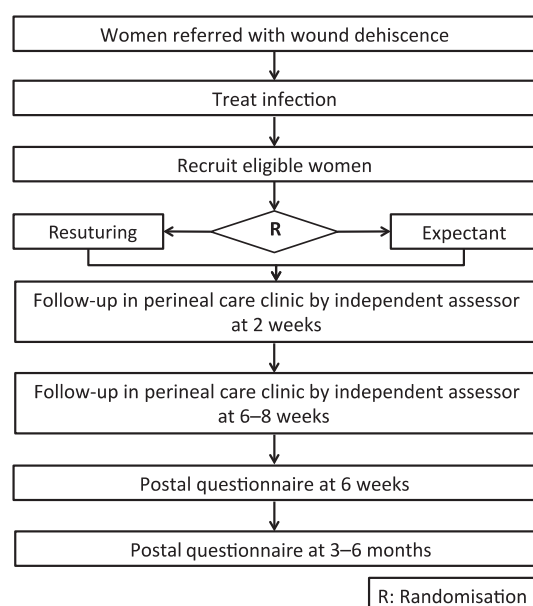 Women referred with wound dehiscence
Treat infection
Recruit eligible women
R
Resuturing
Expectant
Follow-up in perineal care clinic by independent assessor
at 2 weeks
Follow-up in perineal care clinic by independent assessor
at 6–8 weeks
Postal questionnaire at 6 weeks
Postal questionnaire at 3–6 months
R: Randomisation